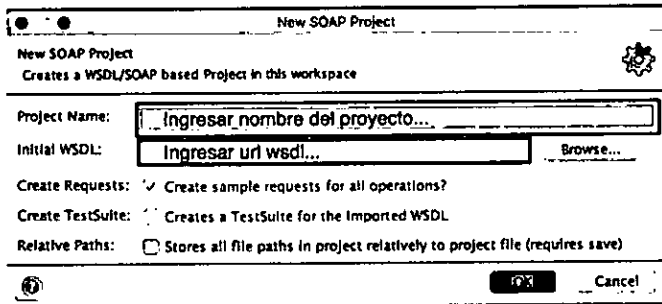 New SOAP Project
New SOAP Project
Creates a WSDL/SOAP based Project in this workspace
Project Name: Ingresar nombre del proyecto...
Initial WSDL: Ingresar url wsdl... Browse...
Create Requests: Create sample requests for all operations?
Create TestSuite: Creates a TestSuite for the imported WSDL
Relative Paths: Stores all file paths in project relatively to project file (requires save)
OK Cancel